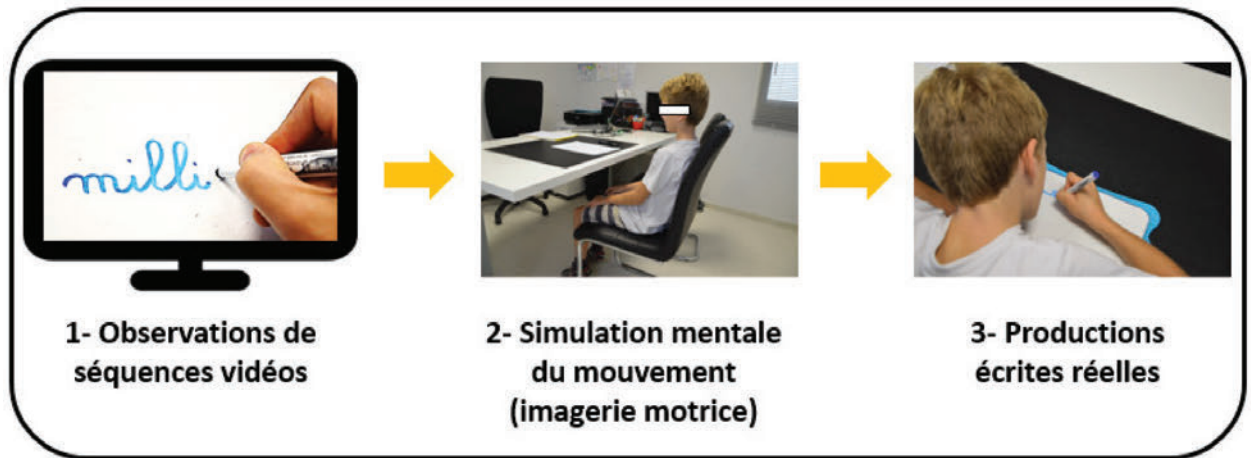 milli
1- Observations de
séquences vidéos
2- Simulation mentale
du mouvement
(imagerie motrice)
3- Productions
écrites réelles